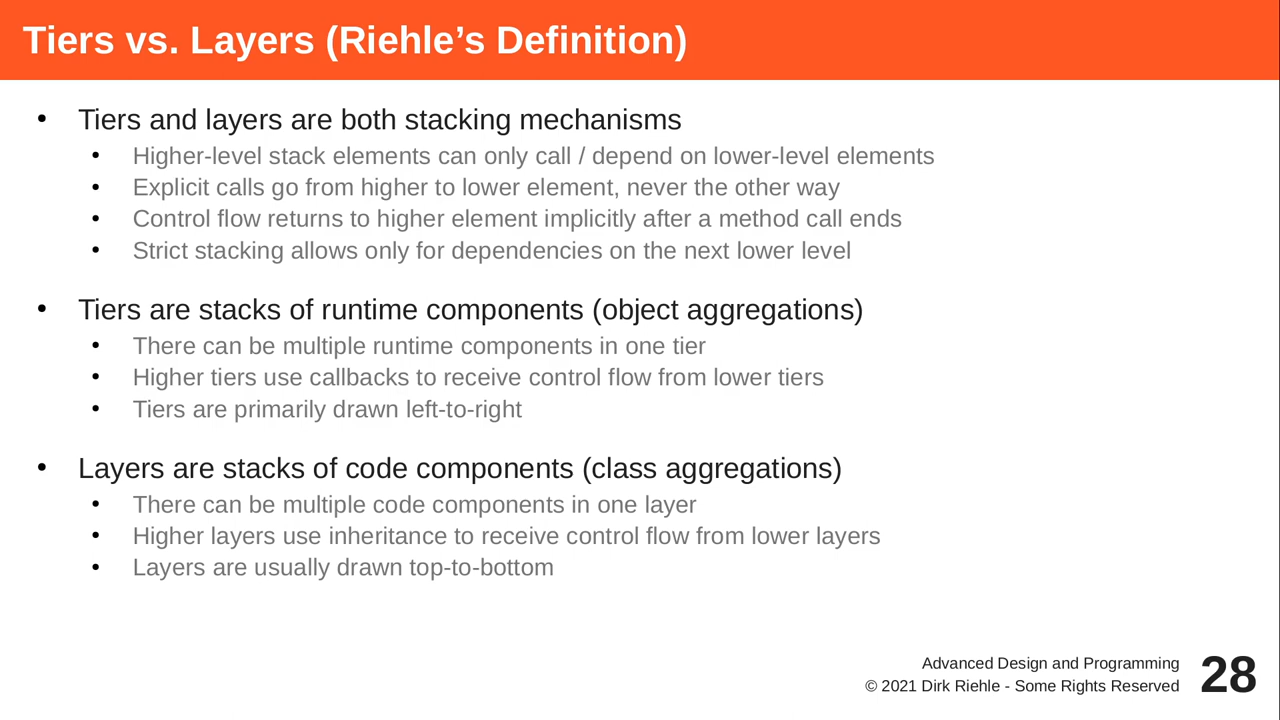 Tiers vs. Layers (Riehle’s Definition)
• Tiers and layers are both stacking mechanisms
• Higher-level stack elements can only call / depend on lower-level elements
• Explicit calls go from higher to lower element, never the other way
• Control flow returns to higher element implicitly after a method call ends
• Strict stacking allows only for dependencies on the next lower level
• Tiers are stacks of runtime components (object aggregations)
• There can be multiple runtime components in one tier
• Higher tiers use callbacks to receive control flow from lower tiers
• Tiers are primarily drawn left-to-right
• Layers are stacks of code components (class aggregations)
• There can be multiple code components in one layer
• Higher layers use inheritance to receive control flow from lower layers
• Layers are usually drawn top-to-bottom
Advanced Design and Programming
© 2021 Dirk Riehle - Some Rights Reserved
28